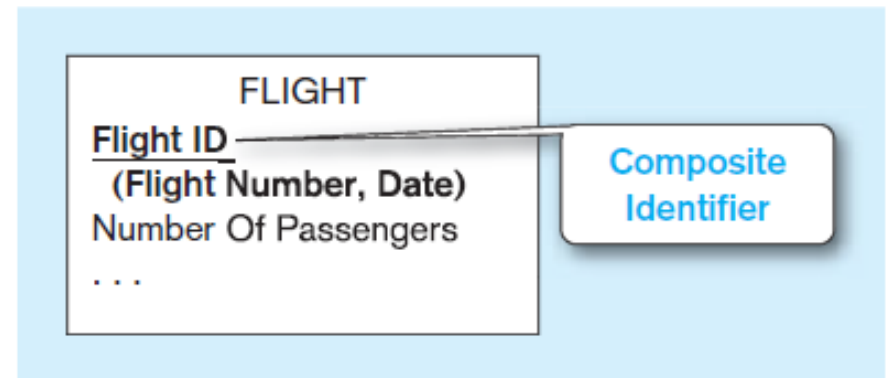 FLIGHT
Flight ID
(Flight Number, Date)
Number Of Passengers
. . .
Composite
Identifier